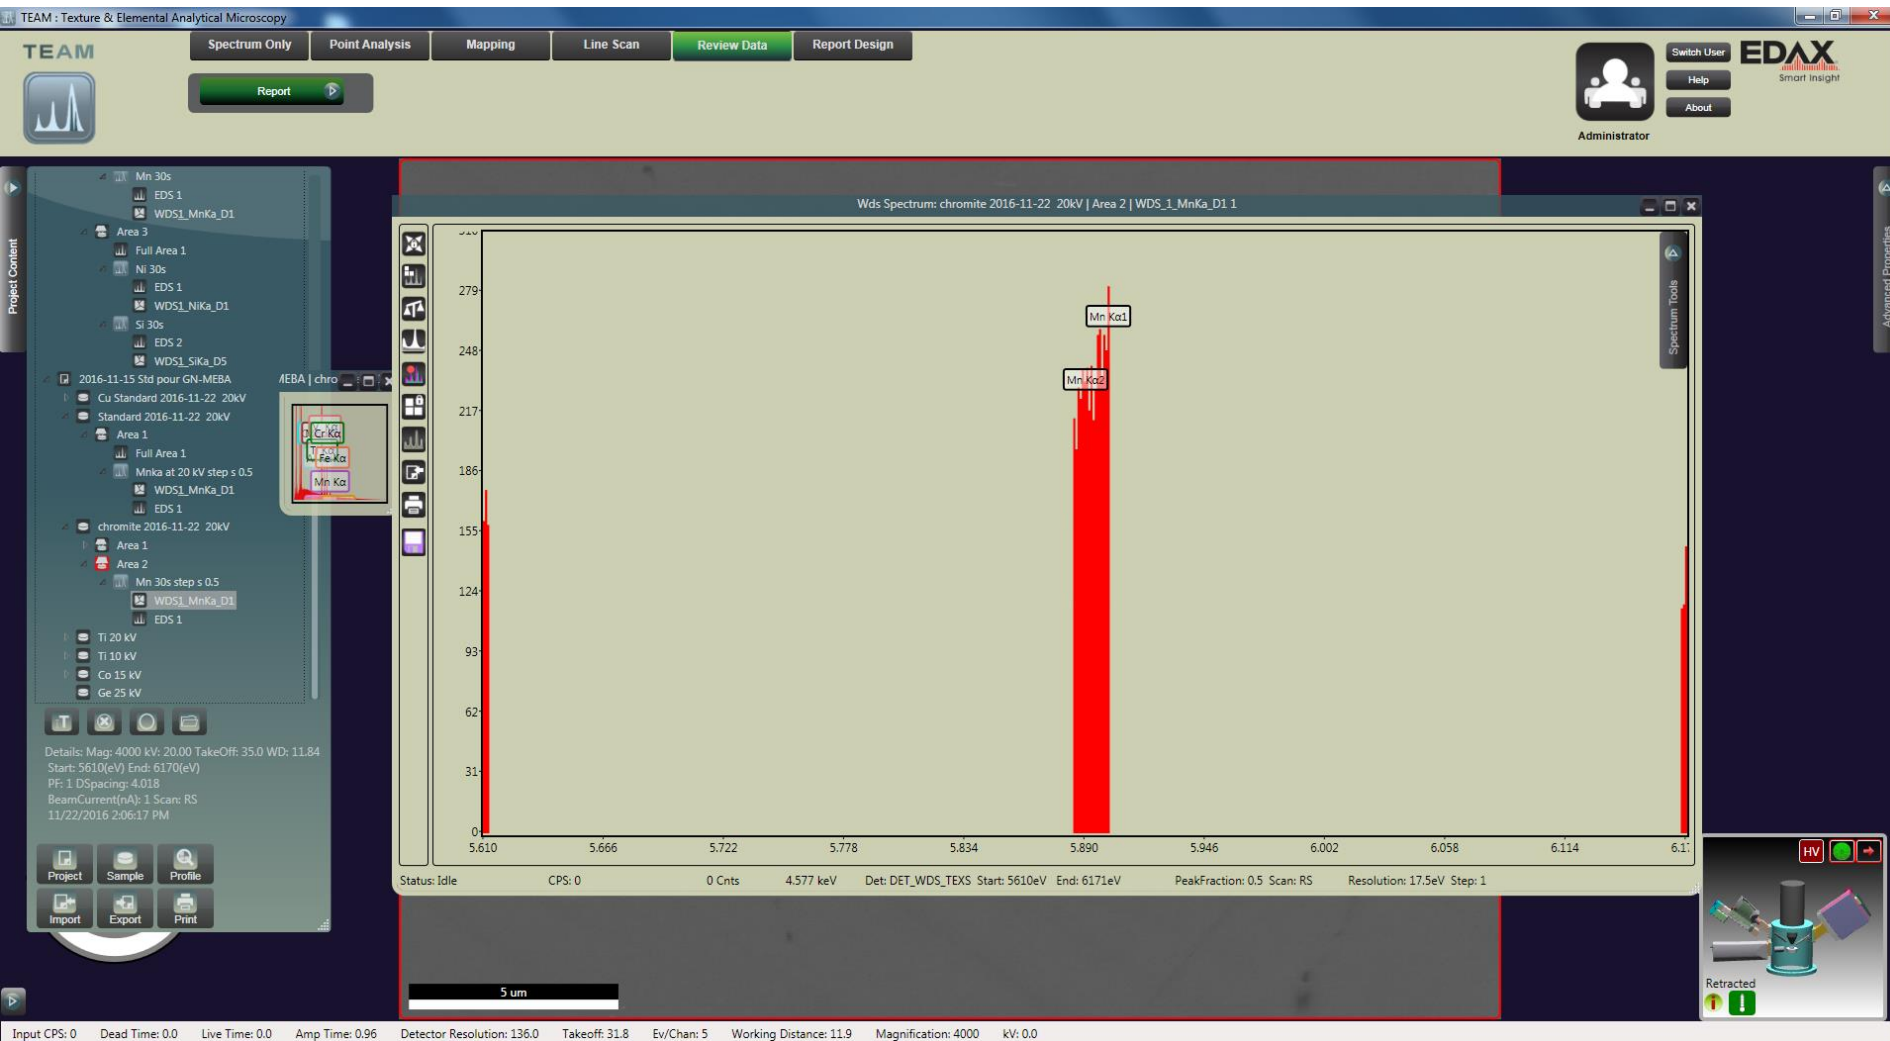 TEAM : Texture & Elemental Analytical Microscopy
TEAM
Spectrum Only
Point Analysis
Mapping
Line Scan
Review Data
Report Design
Report
Switch User
Help
About
Administrator
EDAX
Smart Insight
Project Content
Mn 30s
EDS 1
WDS1_MnKa_D1
Area 3
Full Area 1
Ni 30s
EDS 1
WDS1_NiKa_D1
Si 30s
EDS 2
WDS1_SiKa_D5
2016-11-15 Std pour GN-MEBA
Cu Standard 2016-11-22 20kV
Standard 2016-11-22 20kV
Area 1
Full Area 1
Mnka at 20 kV step s 0.5
WDS1_MnKa_D1
EDS 1
chromite 2016-11-22 20kV
Area 1
Area 2
Mn 30s step s 0.5
WDS1_MnKa_D1
EDS 1
Ti 20 kV
Ti 10 kV
Co 15 kV
Ge 25 kV
Details: Mag: 4000 kV: 20.00 TakeOff: 35.0 WD: 11.84
Start: 5610(eV) End: 6170(eV)
PF: 1 DSpacing: 4.018
BeamCurrent(nA): 1 Scan: RS
11/22/2016 2:06:17 PM
Project
Sample
Profile
Import
Export
Print
MEBA | chro
Cr Kα
Fe Kα
Mn Kα
Wds Spectrum: chromite 2016-11-22 20kV | Area 2 | WDS_1_MnKa_D1 1
Spectrum Tools
Advanced Properties
310
279
248
217
186
155
124
93
62
31
0
Mn Kα1
Mn Kα2
5.610 5.666 5.722 5.778 5.834 5.890 5.946 6.002 6.058 6.114 6.17
Status: Idle CPS: 0 0 Cnts 4.577 keV Det: DET_WDS_TEXS Start: 5610eV End: 6171eV PeakFraction: 0.5 Scan: RS Resolution: 17.5eV Step: 1
5 um
HV
Retracted
Input CPS: 0 Dead Time: 0.0 Live Time: 0.0 Amp Time: 0.96 Detector Resolution: 136.0 Takeoff: 31.8 Ev/Chan: 5 Working Distance: 11.9 Magnification: 4000 kV: 0.0